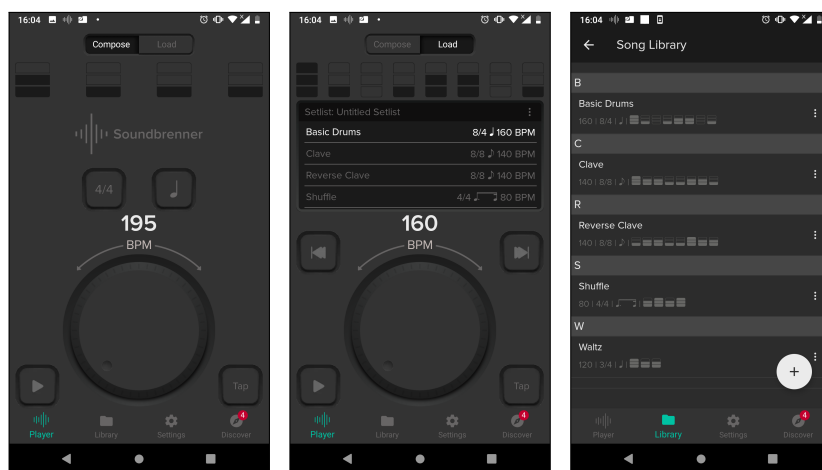 16:04
Compose Load
Soundbrenner
4/4
195
BPM
Tap
Player Library Settings Discover
4
16:04
Compose Load
Setlist: Untitled Setlist
Basic Drums 8/4 160 BPM
Clave 8/8 140 BPM
Reverse Clave 8/8 140 BPM
Shuffle 4/4 80 BPM
160
BPM
Tap
Player Library Settings Discover
4
16:04
Song Library
B
Basic Drums
160 | 8/4 |
C
Clave
140 | 8/8 |
R
Reverse Clave
140 | 8/8 |
S
Shuffle
80 | 4/4 |
W
Waltz
120 | 3/4 |
+
Player Library Settings Discover
4